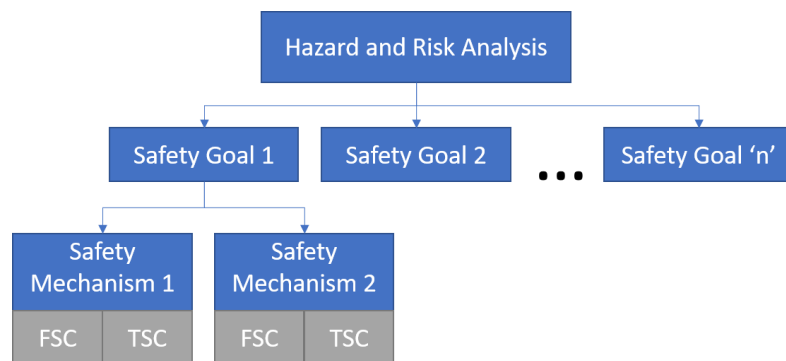 Hazard and Risk Analysis
Safety Goal 1
Safety Goal 2
...
Safety Goal ‘n’
Safety
Mechanism 1
Safety
Mechanism 2
FSC
TSC
FSC
TSC